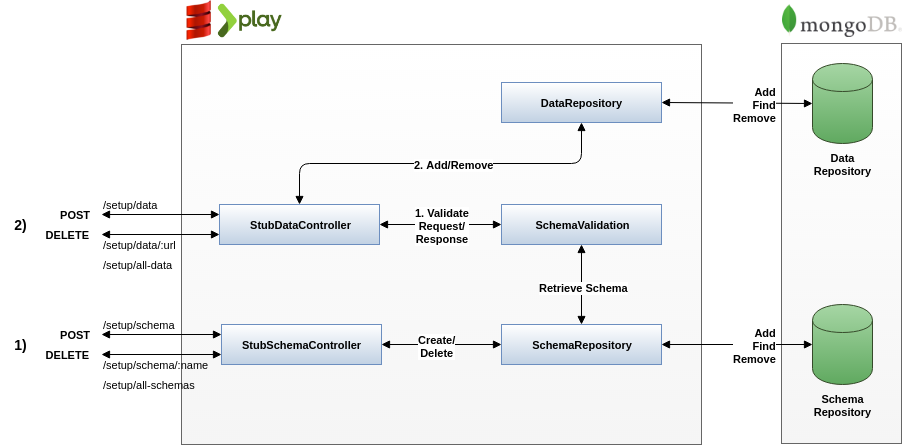 play
mongoDB
DataRepository
Add
Find
Remove
Data
Repository
2. Add/Remove
2)
POST
/setup/data
DELETE
/setup/data/:url
/setup/all-data
StubDataController
1. Validate
Request/
Response
SchemaValidation
Retrieve Schema
1)
POST
/setup/schema
DELETE
/setup/schema/:name
/setup/all-schemas
StubSchemaController
Create/
Delete
SchemaRepository
Add
Find
Remove
Schema
Repository